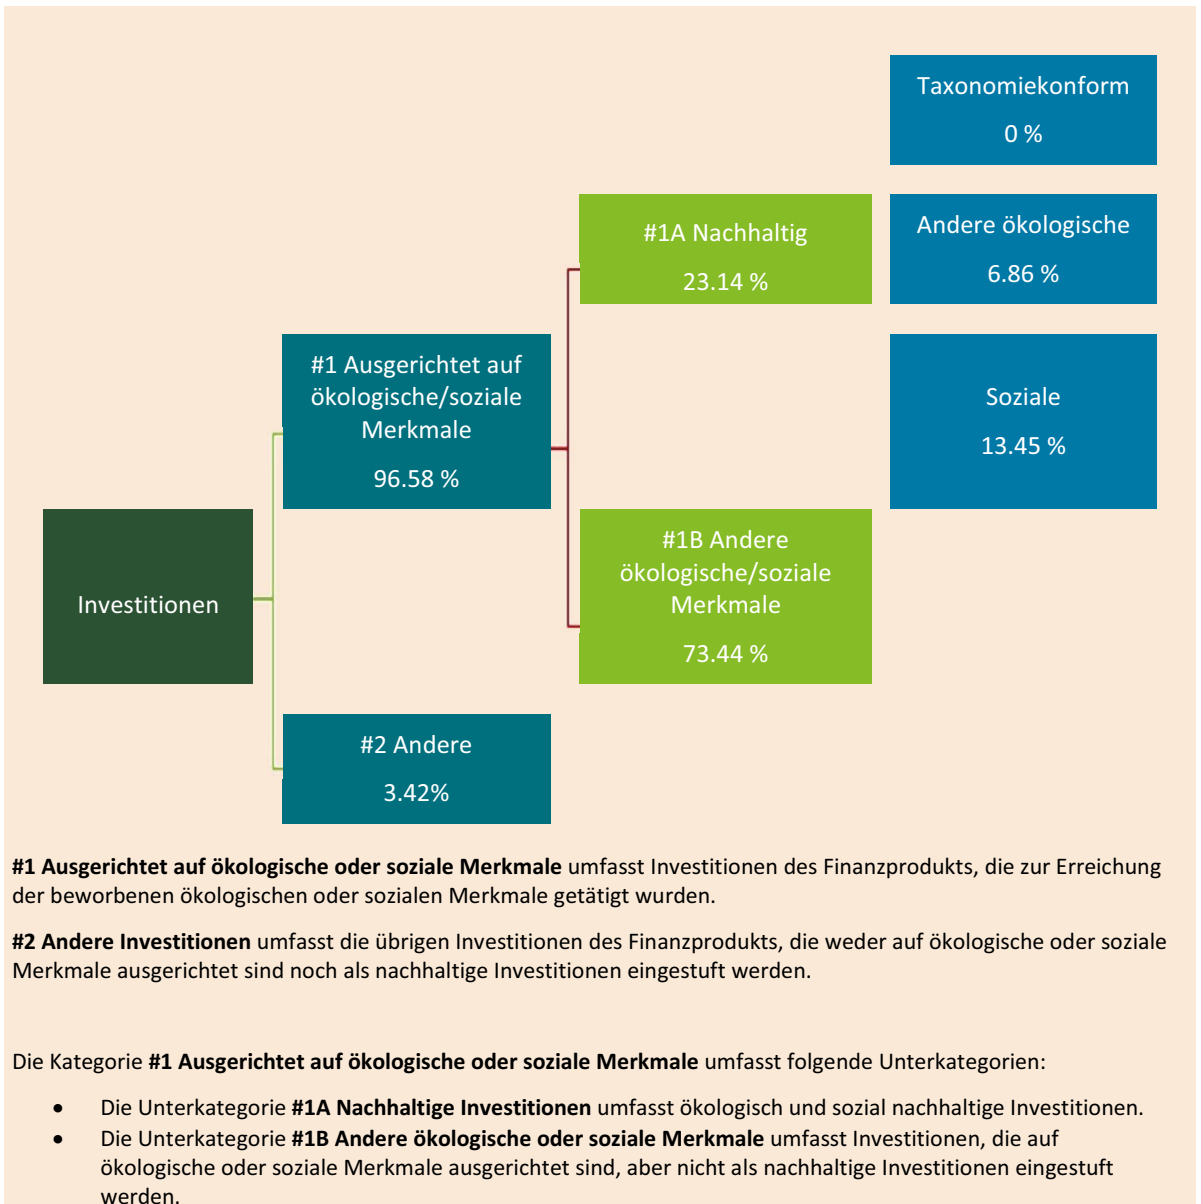 Taxonomiekonform
0 %
#1A Nachhaltig
23.14 %
Andere ökologische
6.86 %
#1 Ausgerichtet auf
ökologische/soziale
Merkmale
96.58 %
Soziale
13.45 %
Investitionen
#1B Andere
ökologische/soziale
Merkmale
73.44 %
#2 Andere
3.42%
#1 Ausgerichtet auf ökologische oder soziale Merkmale umfasst Investitionen des Finanzprodukts, die zur Erreichung
der beworbenen ökologischen oder sozialen Merkmale getätigt wurden.
#2 Andere Investitionen umfasst die übrigen Investitionen des Finanzprodukts, die weder auf ökologische oder soziale
Merkmale ausgerichtet sind noch als nachhaltige Investitionen eingestuft werden.
Die Kategorie #1 Ausgerichtet auf ökologische oder soziale Merkmale umfasst folgende Unterkategorien:
• Die Unterkategorie #1A Nachhaltige Investitionen umfasst ökologisch und sozial nachhaltige Investitionen.
• Die Unterkategorie #1B Andere ökologische oder soziale Merkmale umfasst Investitionen, die auf
ökologische oder soziale Merkmale ausgerichtet sind, aber nicht als nachhaltige Investitionen eingestuft
werden.